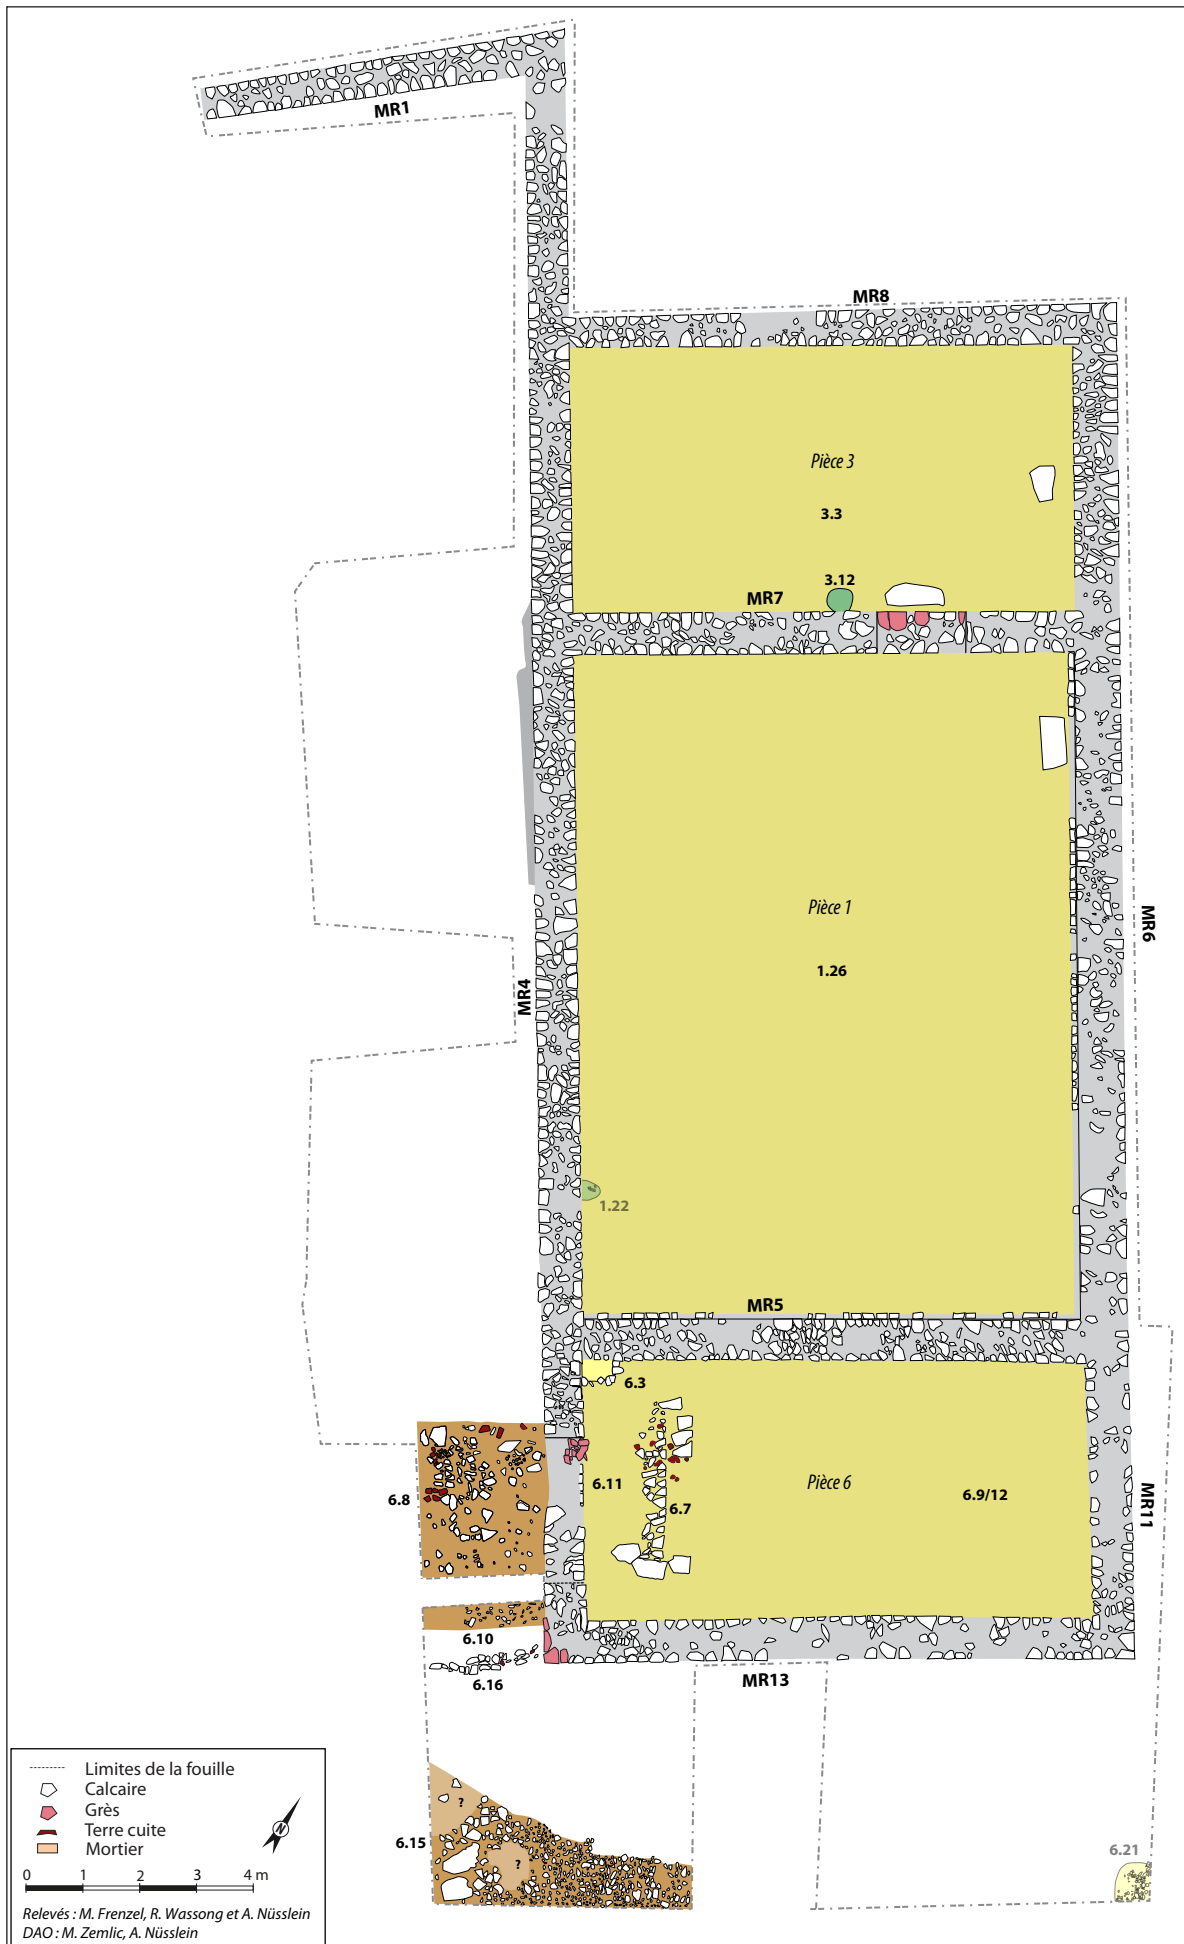 MR1
MR8
Pièce 3
3.3
3.12
MR7
Pièce 1
MR6
1.26
MR4
1.22
MR5
6.3
6.11
Pièce 6
6.9/12
MR11
6.8
6.7
6.10
6.16
MR13
?
?
6.15
6.21
Limites de la fouille
Calcaire
Grès
Terre cuite
Mortier
N
0 1 2 3 4 m
Relevés : M. Frenzel, R. Wassong et A. Nüsslein
DAO : M. Zemlic, A. Nüsslein